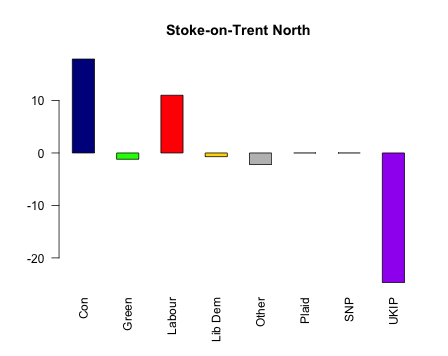 Stoke-on-Trent North
10
0
-10
-20
Con
Green
Labour
Lib Dem
Other
Plaid
SNP
UKIP